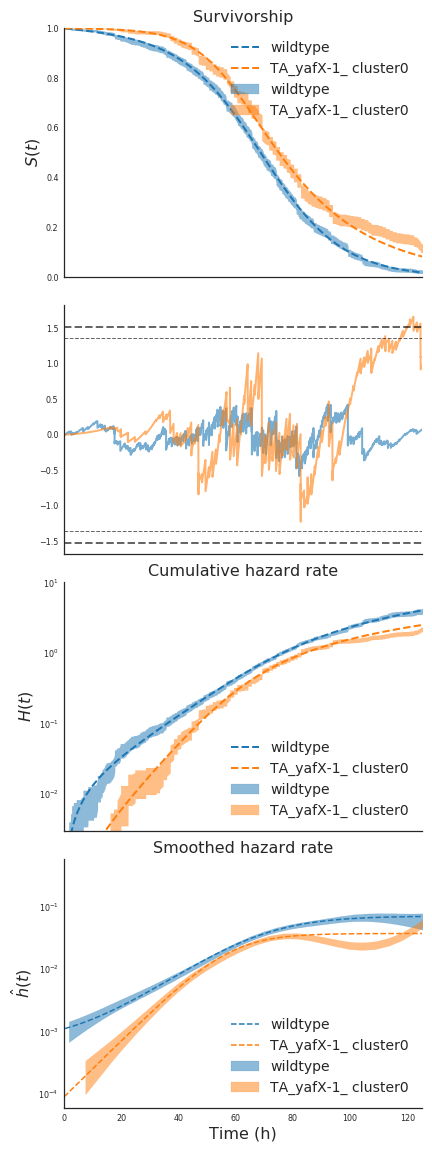 Survivorship
1.0
0.8
0.6
0.4
0.2
0.0
S(t)
wildtype
TA_yafX-1_ cluster0
wildtype
TA_yafX-1_ cluster0
1.5
1.0
0.5
0.0
−0.5
−1.0
−1.5
Cumulative hazard rate
10¹
10⁰
10⁻¹
10⁻²
H(t)
wildtype
TA_yafX-1_ cluster0
wildtype
TA_yafX-1_ cluster0
Smoothed hazard rate
10⁻¹
10⁻²
10⁻³
10⁻⁴
ĥ(t)
wildtype
TA_yafX-1_ cluster0
wildtype
TA_yafX-1_ cluster0
0 20 40 60 80 100 120
Time (h)